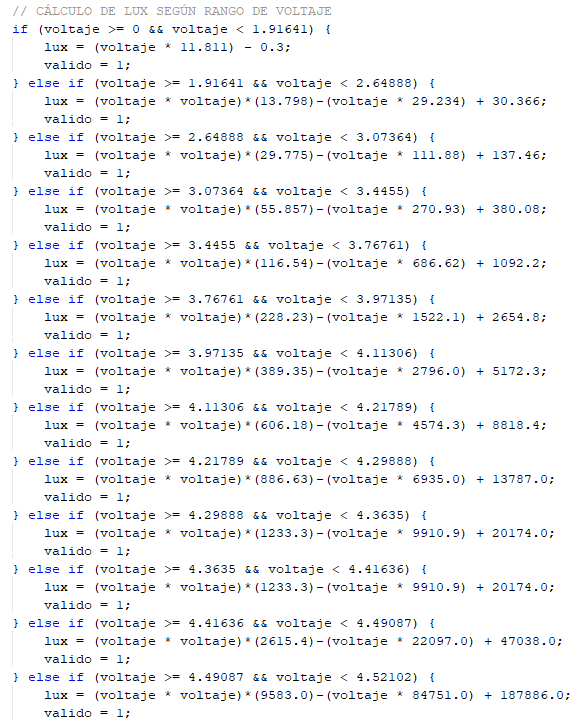 // CÁLCULO DE LUX SEGÚN RANGO DE VOLTAJE
if (voltaje >= 0 && voltaje < 1.91641) {
    lux = (voltaje * 11.811) - 0.3;
    valido = 1;
} else if (voltaje >= 1.91641 && voltaje < 2.64888) {
    lux = (voltaje * voltaje)*(13.798)-(voltaje * 29.234) + 30.366;
    valido = 1;
} else if (voltaje >= 2.64888 && voltaje < 3.07364) {
    lux = (voltaje * voltaje)*(29.775)-(voltaje * 111.88) + 137.46;
    valido = 1;
} else if (voltaje >= 3.07364 && voltaje < 3.4455) {
    lux = (voltaje * voltaje)*(55.857)-(voltaje * 270.93) + 380.08;
    valido = 1;
} else if (voltaje >= 3.4455 && voltaje < 3.76761) {
    lux = (voltaje * voltaje)*(116.54)-(voltaje * 686.62) + 1092.2;
    valido = 1;
} else if (voltaje >= 3.76761 && voltaje < 3.97135) {
    lux = (voltaje * voltaje)*(228.23)-(voltaje * 1522.1) + 2654.8;
    valido = 1;
} else if (voltaje >= 3.97135 && voltaje < 4.11306) {
    lux = (voltaje * voltaje)*(389.35)-(voltaje * 2796.0) + 5172.3;
    valido = 1;
} else if (voltaje >= 4.11306 && voltaje < 4.21789) {
    lux = (voltaje * voltaje)*(606.18)-(voltaje * 4574.3) + 8818.4;
    valido = 1;
} else if (voltaje >= 4.21789 && voltaje < 4.29888) {
    lux = (voltaje * voltaje)*(886.63)-(voltaje * 6935.0) + 13787.0;
    valido = 1;
} else if (voltaje >= 4.29888 && voltaje < 4.3635) {
    lux = (voltaje * voltaje)*(1233.3)-(voltaje * 9910.9) + 20174.0;
    valido = 1;
} else if (voltaje >= 4.3635 && voltaje < 4.41636) {
    lux = (voltaje * voltaje)*(1233.3)-(voltaje * 9910.9) + 20174.0;
    valido = 1;
} else if (voltaje >= 4.41636 && voltaje < 4.49087) {
    lux = (voltaje * voltaje)*(2615.4)-(voltaje * 22097.0) + 47038.0;
    valido = 1;
} else if (voltaje >= 4.49087 && voltaje < 4.52102) {
    lux = (voltaje * voltaje)*(9583.0)-(voltaje * 84751.0) + 187886.0;
    valido = 1;